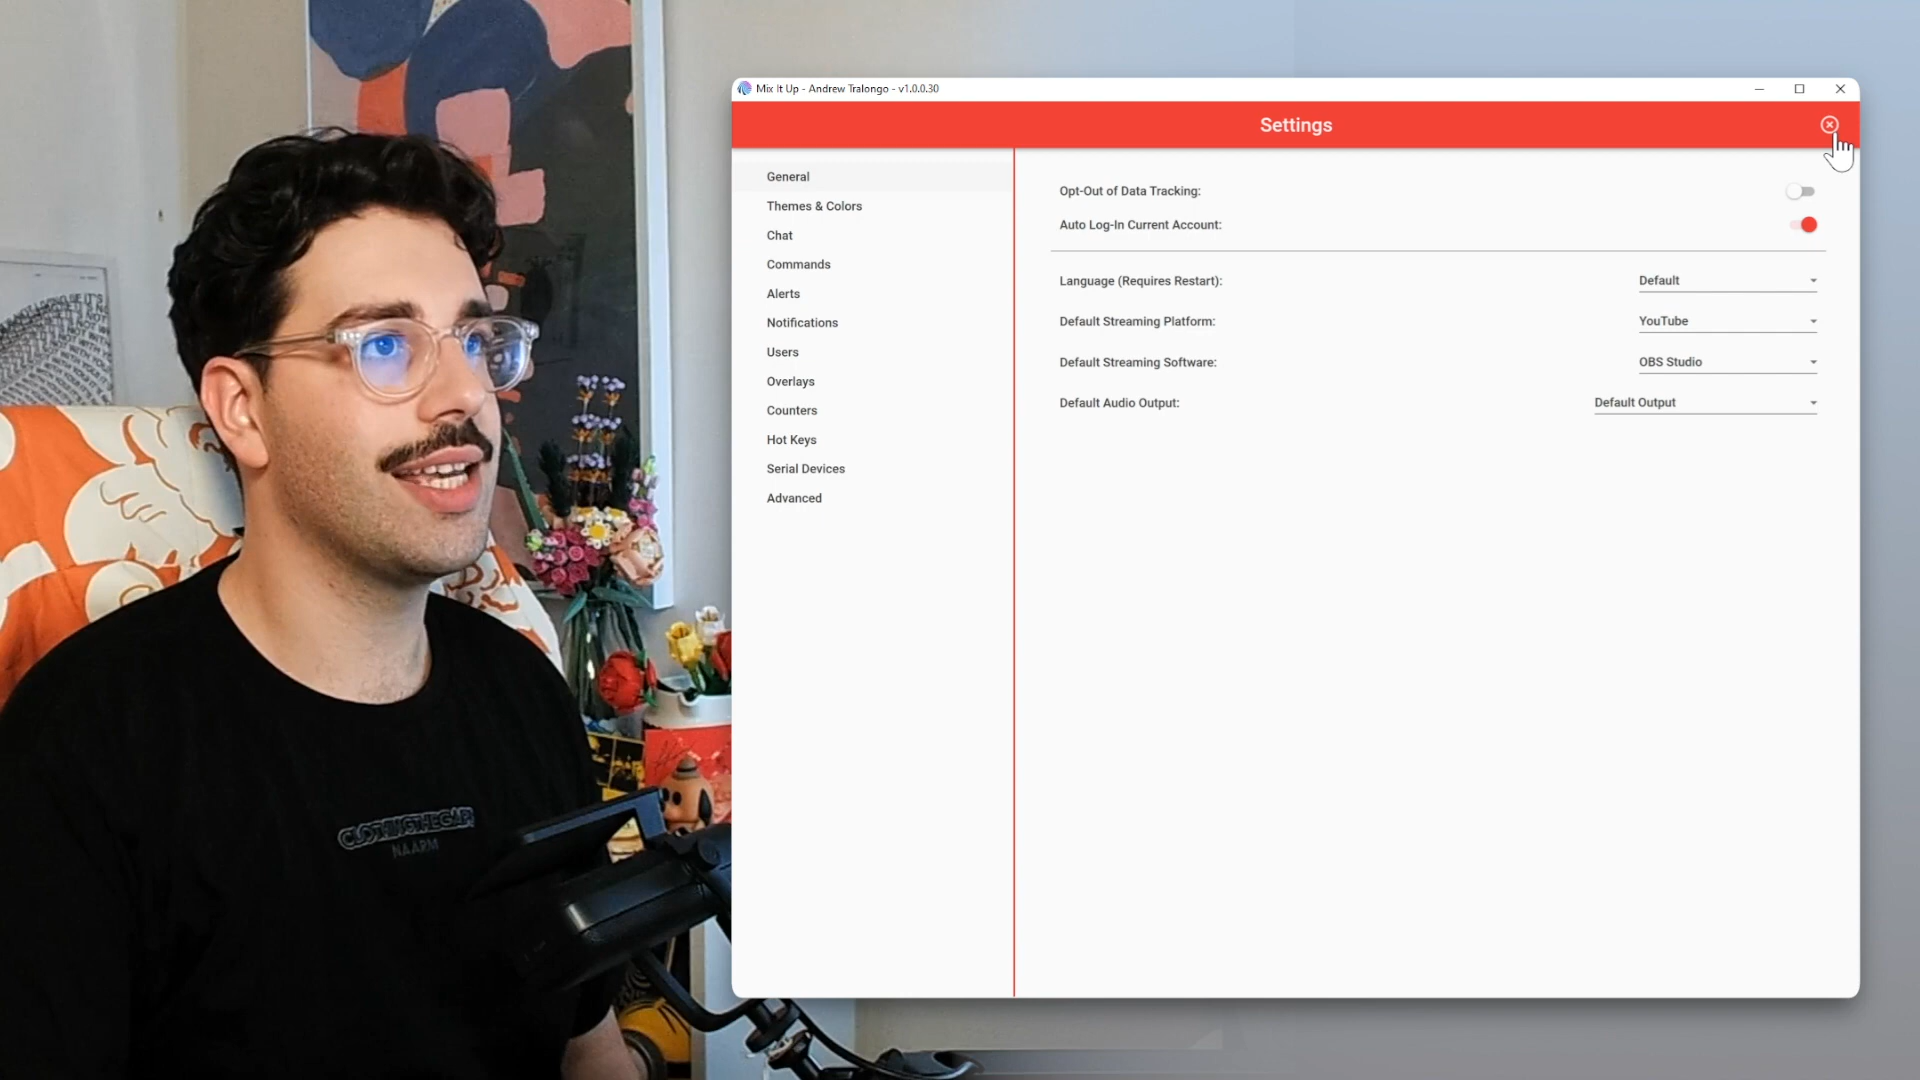 Mix It Up - Andrew Tralongo - v1.0.0.30
Settings
General
Themes & Colors
Chat
Commands
Alerts
Notifications
Users
Overlays
Counters
Hot Keys
Serial Devices
Advanced
Opt-Out of Data Tracking:
Auto Log-In Current Account:
Language (Requires Restart): Default
Default Streaming Platform: YouTube
Default Streaming Software: OBS Studio
Default Audio Output: Default Output
CLOTHINGTHEGAPS
NAARM